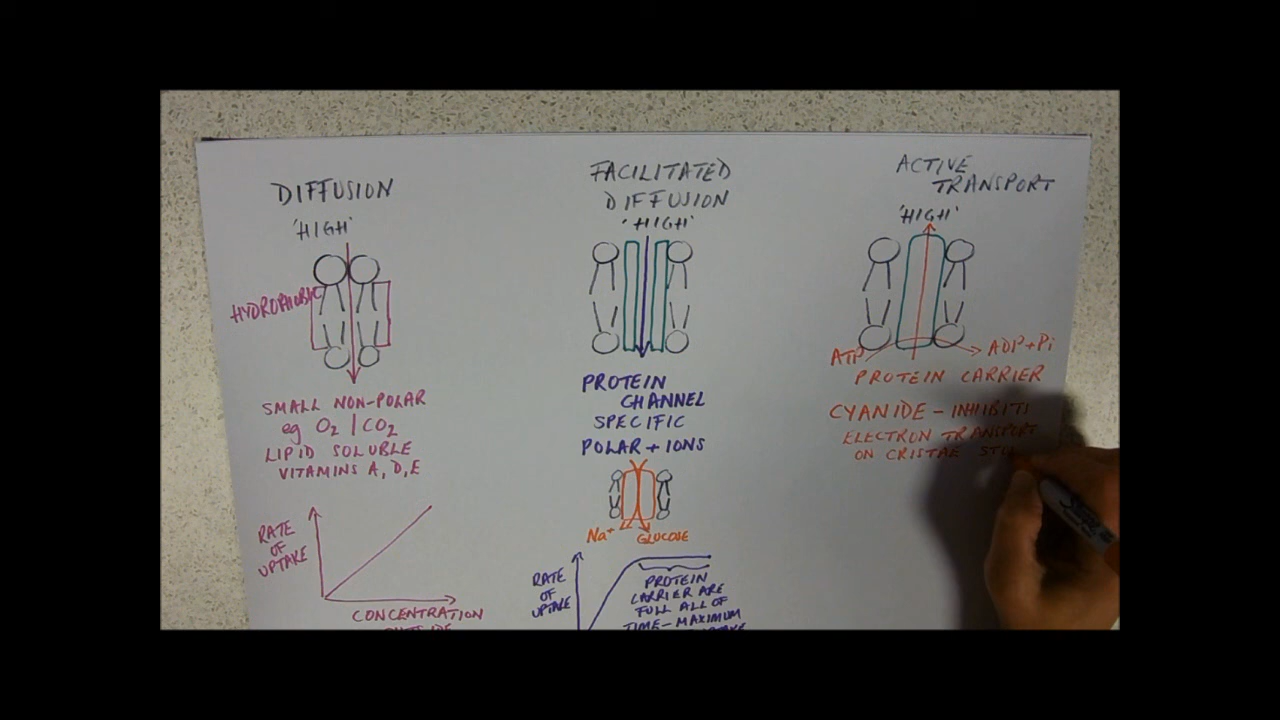 DIFFUSION
'HIGH'
HYDROPHOBIC
SMALL NON-POLAR
eg O2 / CO2
LIPID SOLUBLE
VITAMINS A, D, E
RATE
OF
UPTAKE
CONCENTRATION
OUTSIDE
FACILITATED
DIFFUSION
'HIGH'
PROTEIN
CHANNEL
SPECIFIC
POLAR + IONS
Na+ GLUCOSE
RATE
OF
UPTAKE
PROTEIN
CARRIER ARE
FULL ALL OF
TIME - MAXIMUM
ACTIVE
TRANSPORT
'HIGH'
ATP ADP + Pi
PROTEIN CARRIER
CYANIDE - INHIBITS
ELECTRON TRANSPORT
ON CRISTAE